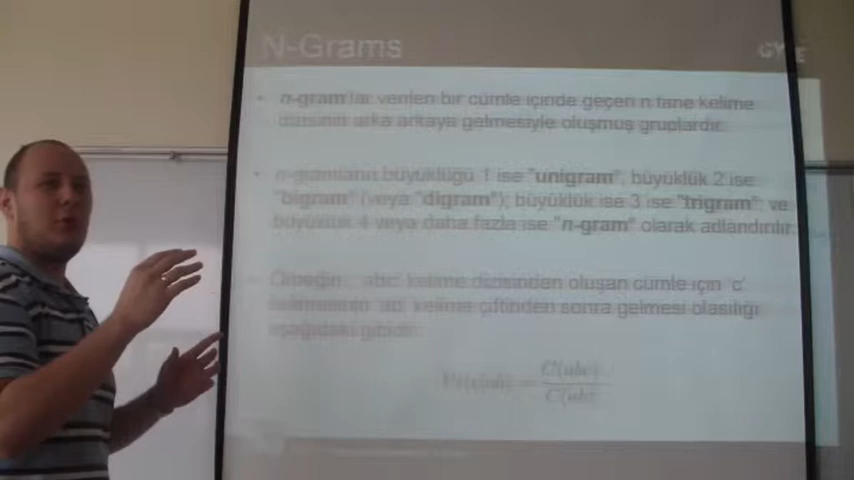 N-Grams
GYTE
n-gram'lar verilen bir cümle içinde geçen n tane kelime
dizisinin arka arkaya gelmesiyle oluşmuş gruplardır.
n-gramların büyüklüğü 1 ise "unigram", büyüklük 2 ise
"bigram" (veya "digram"); büyüklük ise 3 ise "trigram"; ve
büyüklük 4 veya daha fazla ise "n-gram" olarak adlandırılır.
Örneğin; 'abc' kelime dizisinden oluşan cümle için 'c'
kelimesinin 'ab' kelime çiftinden sonra gelmesi olasılığı
aşağıdaki gibidir:
= C(abc)
C(ab)